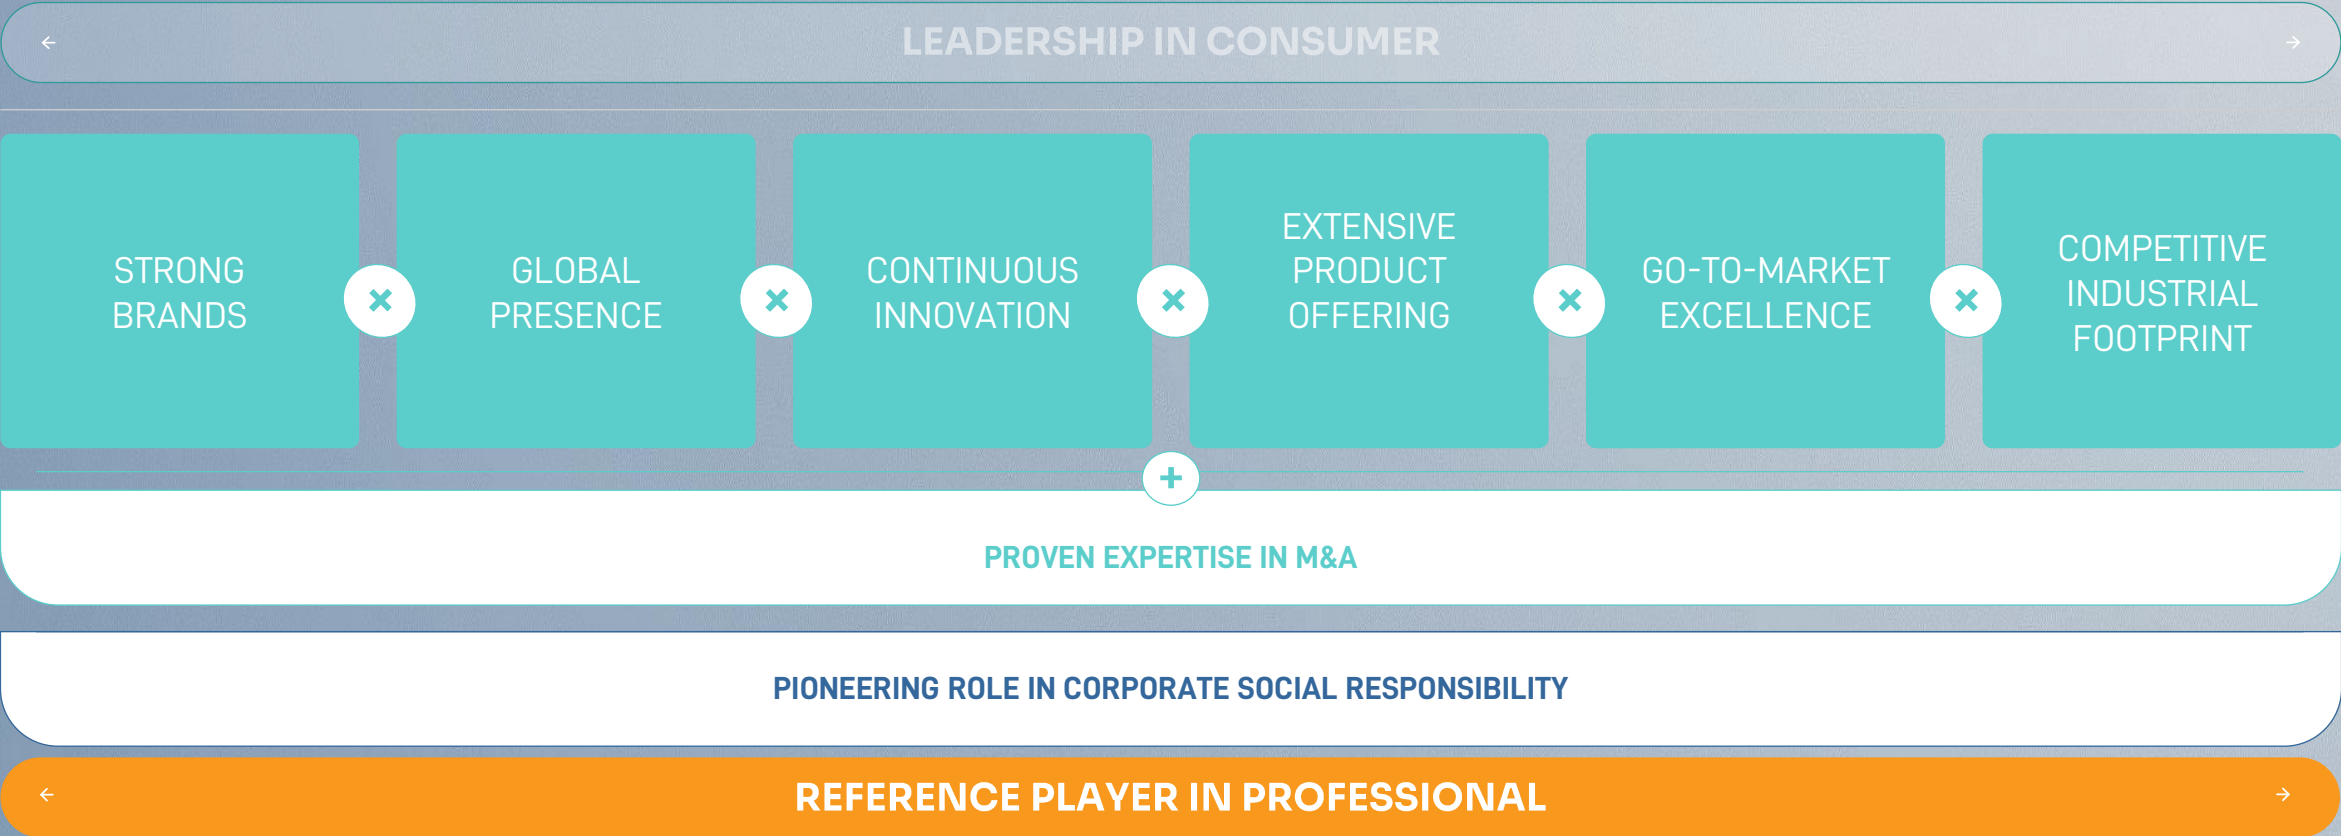 LEADERSHIP IN CONSUMER
STRONG
BRANDS
GLOBAL
PRESENCE
CONTINUOUS
INNOVATION
EXTENSIVE
PRODUCT
OFFERING
GO-TO-MARKET
EXCELLENCE
COMPETITIVE
INDUSTRIAL
FOOTPRINT
PROVEN EXPERTISE IN M&A
PIONEERING ROLE IN CORPORATE SOCIAL RESPONSIBILITY
REFERENCE PLAYER IN PROFESSIONAL